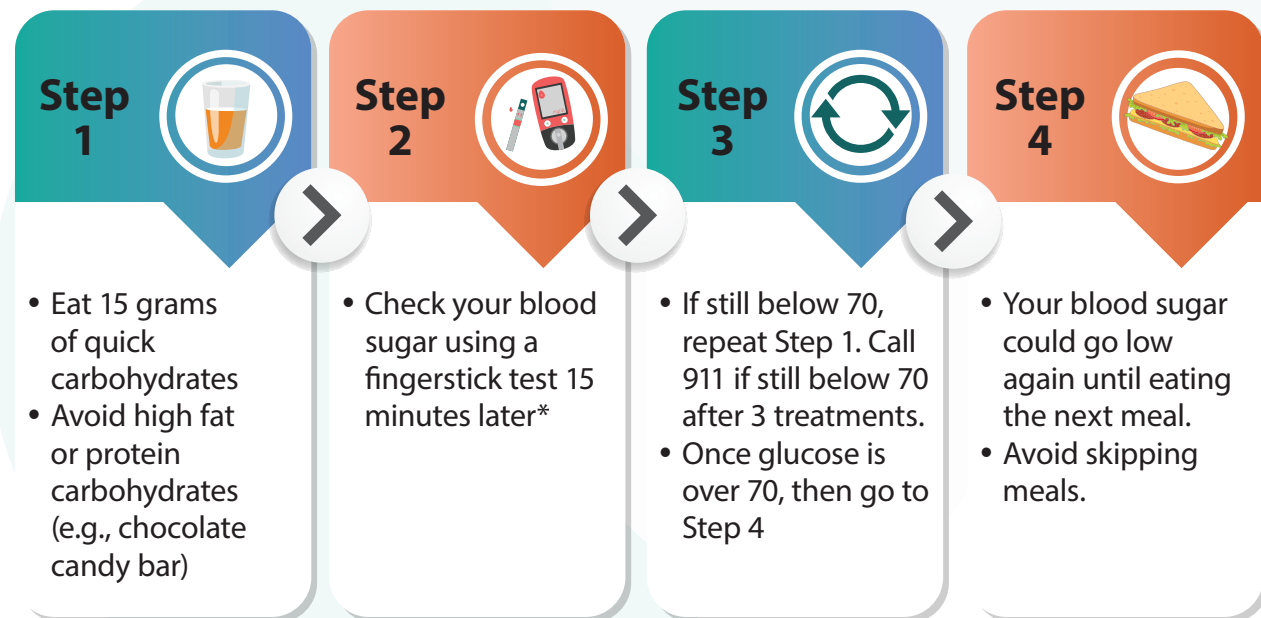 Step
1
• Eat 15 grams
of quick
carbohydrates
• Avoid high fat
or protein
carbohydrates
(e.g., chocolate
candy bar)
Step
2
• Check your blood
sugar using a
fingerstick test 15
minutes later*
Step
3
• If still below 70,
repeat Step 1. Call
911 if still below 70
after 3 treatments.
• Once glucose is
over 70, then go to
Step 4
Step
4
• Your blood sugar
could go low
again until eating
the next meal.
• Avoid skipping
meals.